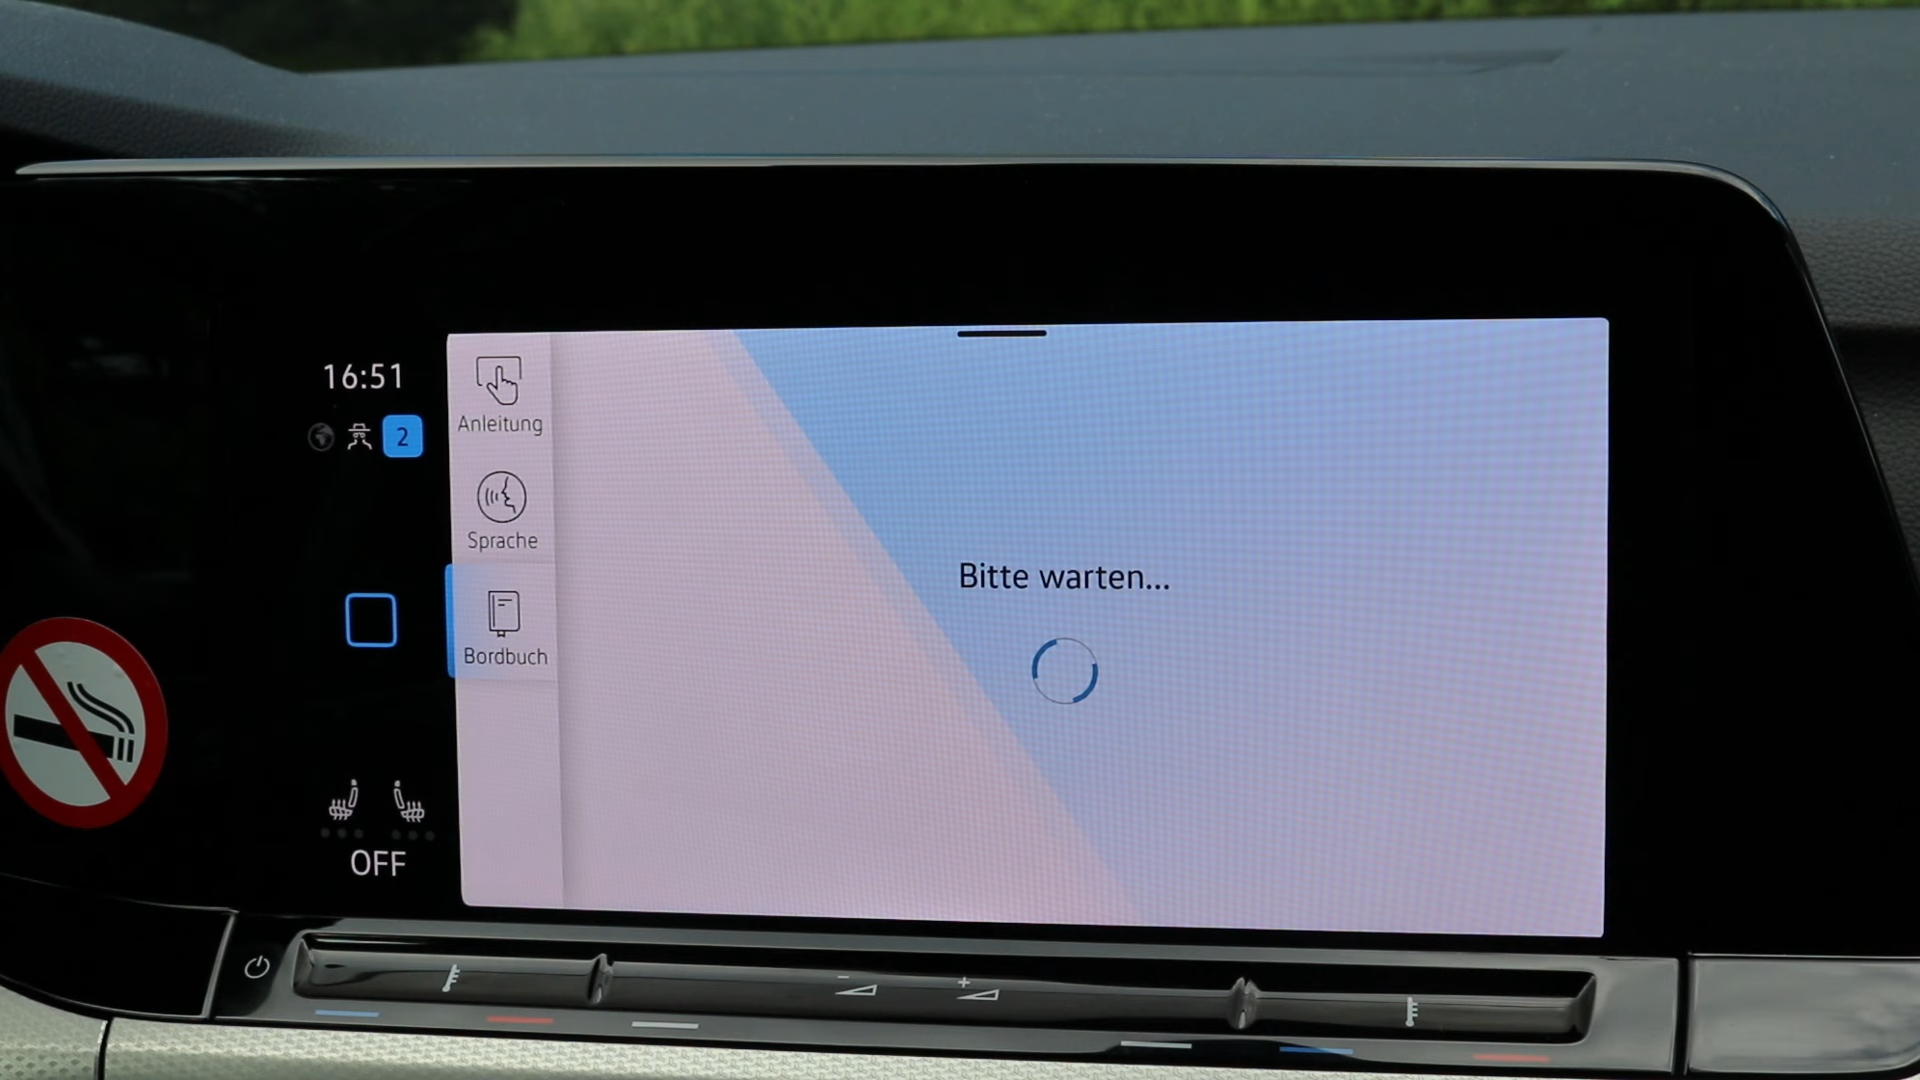 16:51
2
Anleitung
Sprache
Bordbuch
Bitte warten...
OFF